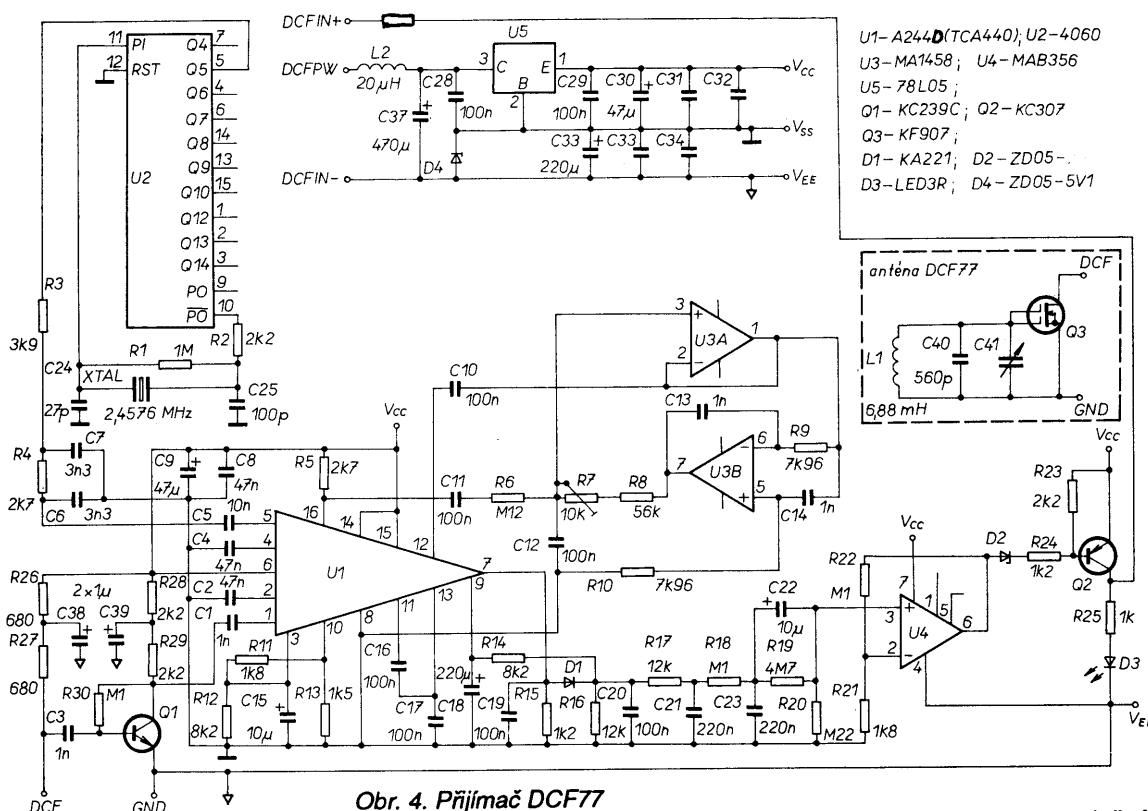 DCFIN+
U5
U1-A244D(TCA440); U2-4060
U3-MA1458; U4-MAB356
U5-78L05;
Q1-KC239C; Q2-KC307
Q3-KF907;
D1-KA221; D2-ZD05-
D3-LED3R; D4-ZD05-5V1
DCFPW
L2
20µH
C28
100n
3 C E 1
B
2
C29
100n
C30
47µ
C31
C32
VCC
C37
470µ
D4
C33
220µ
C33
C34
VSS
DCFIN-
VEE
11 PI Q4 7
12 RST Q5 5
Q6 4
Q7 6
Q8 14
U2
Q9 13
Q10 15
Q12 1
Q13 2
Q14 3
PO 9
PO 10
R3
3k9
R2
2k2
R1
1M
C24
27p
XTAL
2,4576 MHz
C25
100p
anténa DCF77
DCF
Q3
L1
6,88 mH
C40
560p
C41
GND
3
U3A
1
2
C10
100n
C13
1n
6
R9
7k96
U3B
7
5
C14
1n
R7
10k
R8
56k
R6
M12
C11
100n
C12
100n
R10
7k96
Vcc
R4
2k7
C7
3n3
C6
3n3
C9
47µ
C8
47n
R5
2k7
C5
10n
C4
47n
C2
47n
C1
1n
16
14
15
12
5
4
6
2
1
U1
7
9
13
11
8
10
3
R26
680
R27
680
2×1µ
C38
C39
R28
2k2
R29
2k2
R30
M1
C3
1n
Q1
R11
1k8
R12
8k2
C15
10µ
R13
1k5
C16
100n
C17
100n
C18
220µ
R14
8k2
C19
100n
R15
1k2
D1
R16
12k
C20
100n
R17
12k
C21
220n
R18
M1
C23
220n
C22
10µ
R19
4M7
R20
M22
R21
1k8
R22
M1
VCC
7
1
5
3
U4
6
2
4
D2
R24
1k2
R23
2k2
Vcc
Q2
R25
1k
D3
DCF
GND
Obr. 4. Přijímač DCF77